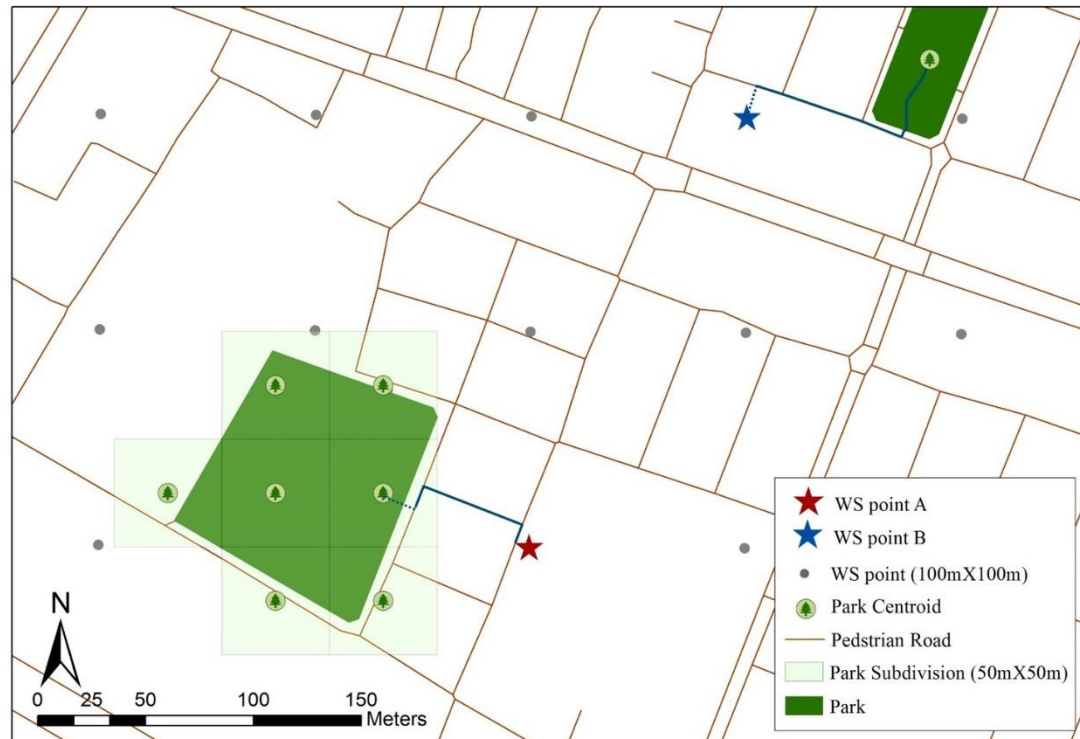 WS point A
WS point B
WS point (100mX100m)
Park Centroid
Pedstrian Road
Park Subdivision (50mX50m)
Park
N
0 25 50 100 150
Meters